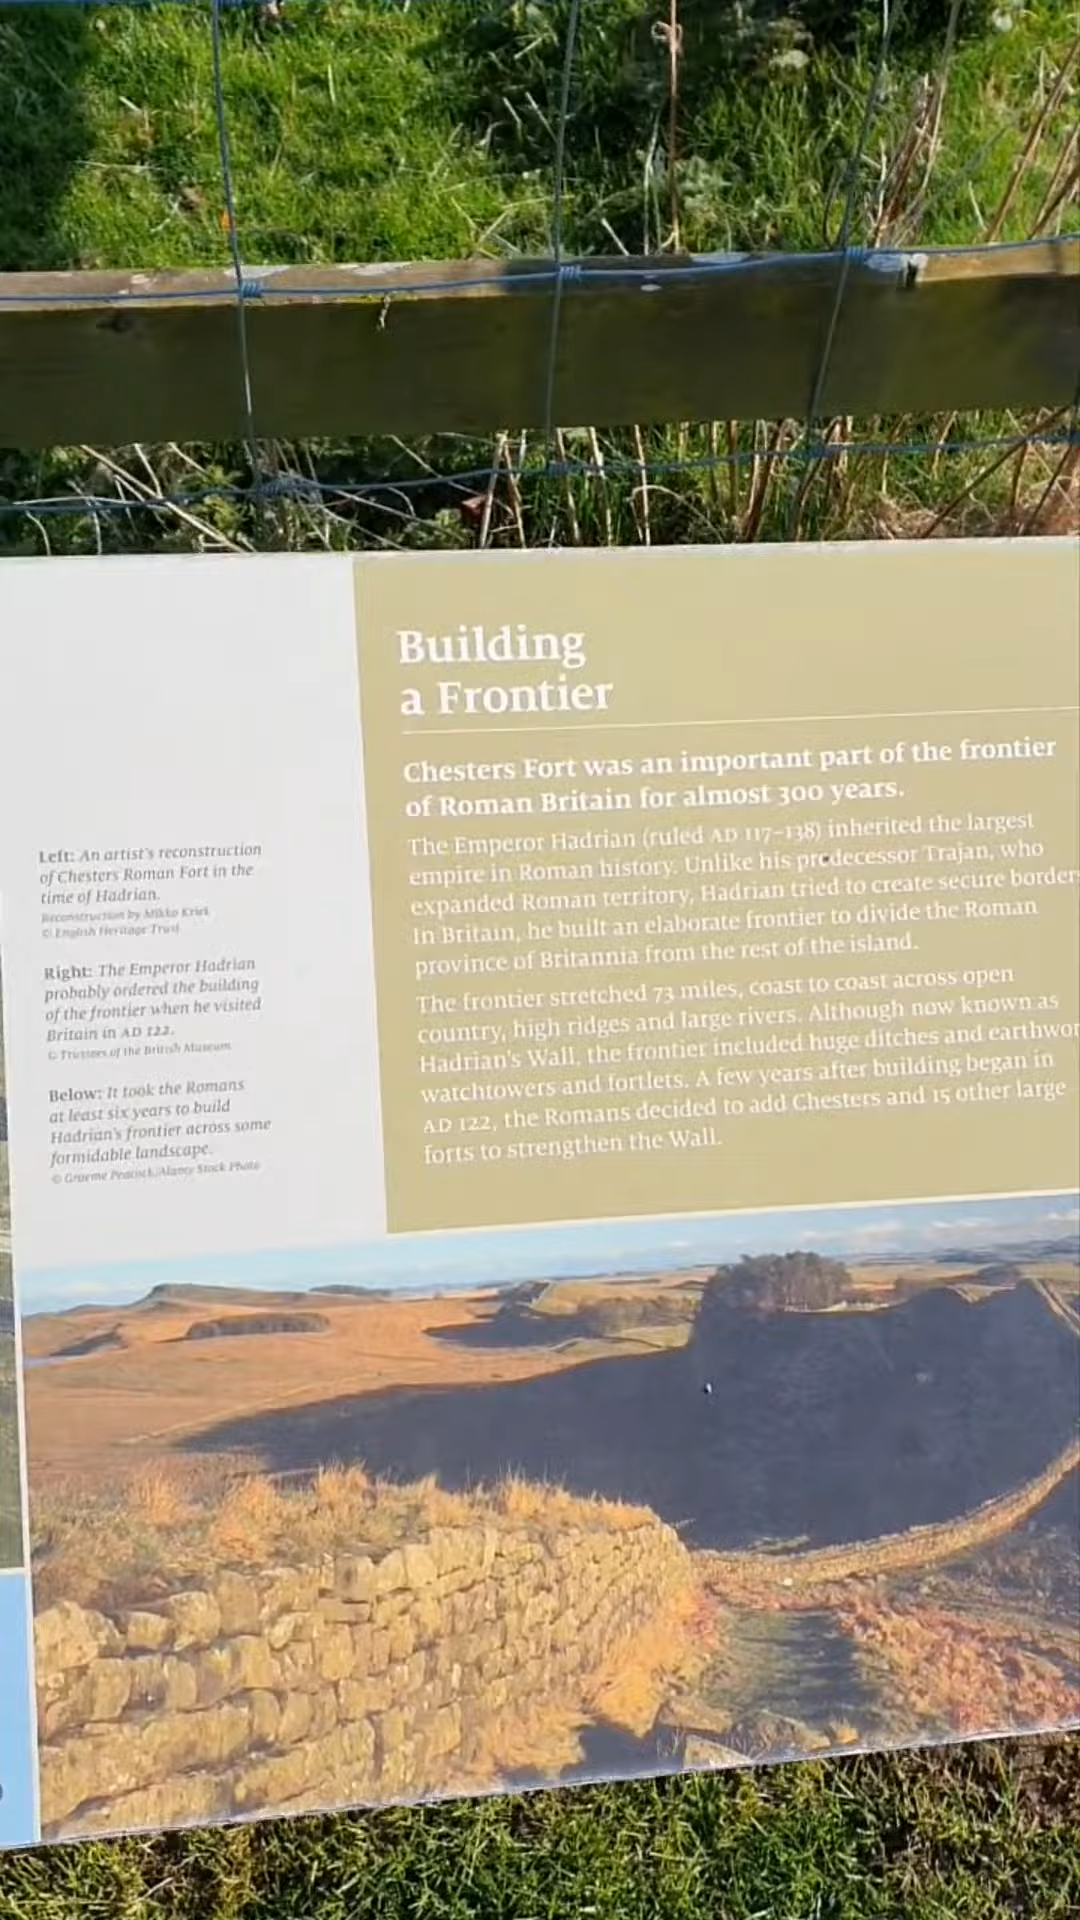 Building
a Frontier
Chesters Fort was an important part of the frontier
of Roman Britain for almost 300 years.
The Emperor Hadrian (ruled AD 117–138) inherited the largest
empire in Roman history. Unlike his predecessor Trajan, who
expanded Roman territory, Hadrian tried to create secure border
In Britain, he built an elaborate frontier to divide the Roman
province of Britannia from the rest of the island.
The frontier stretched 73 miles, coast to coast across open
country, high ridges and large rivers. Although now known as
Hadrian's Wall, the frontier included huge ditches and earthwor
watchtowers and fortlets. A few years after building began in
AD 122, the Romans decided to add Chesters and 15 other large
forts to strengthen the Wall.
Left: An artist's reconstruction
of Chesters Roman Fort in the
time of Hadrian.
Reconstruction by Mikko Kriek
© English Heritage Trust
Right: The Emperor Hadrian
probably ordered the building
of the frontier when he visited
Britain in AD 122.
© Trustees of the British Museum
Below: It took the Romans
at least six years to build
Hadrian's frontier across some
formidable landscape.
© Graeme Peacock/Alamy Stock Photo